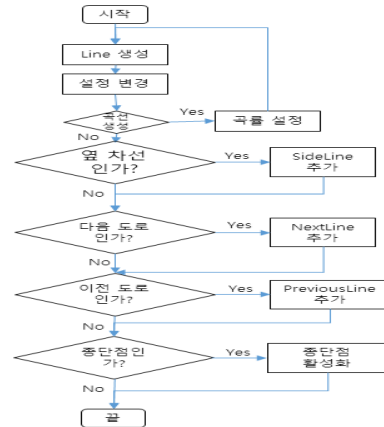 시작
Line 생성
설정 변경
곡선
생성
Yes
곡률 설정
No
옆 차선
인가?
Yes
SideLine
추가
No
다음 도로
인가?
Yes
NextLine
추가
No
이전 도로
인가?
Yes
PreviousLine
추가
No
종단점인
가?
Yes
종단점
활성화
No
끝